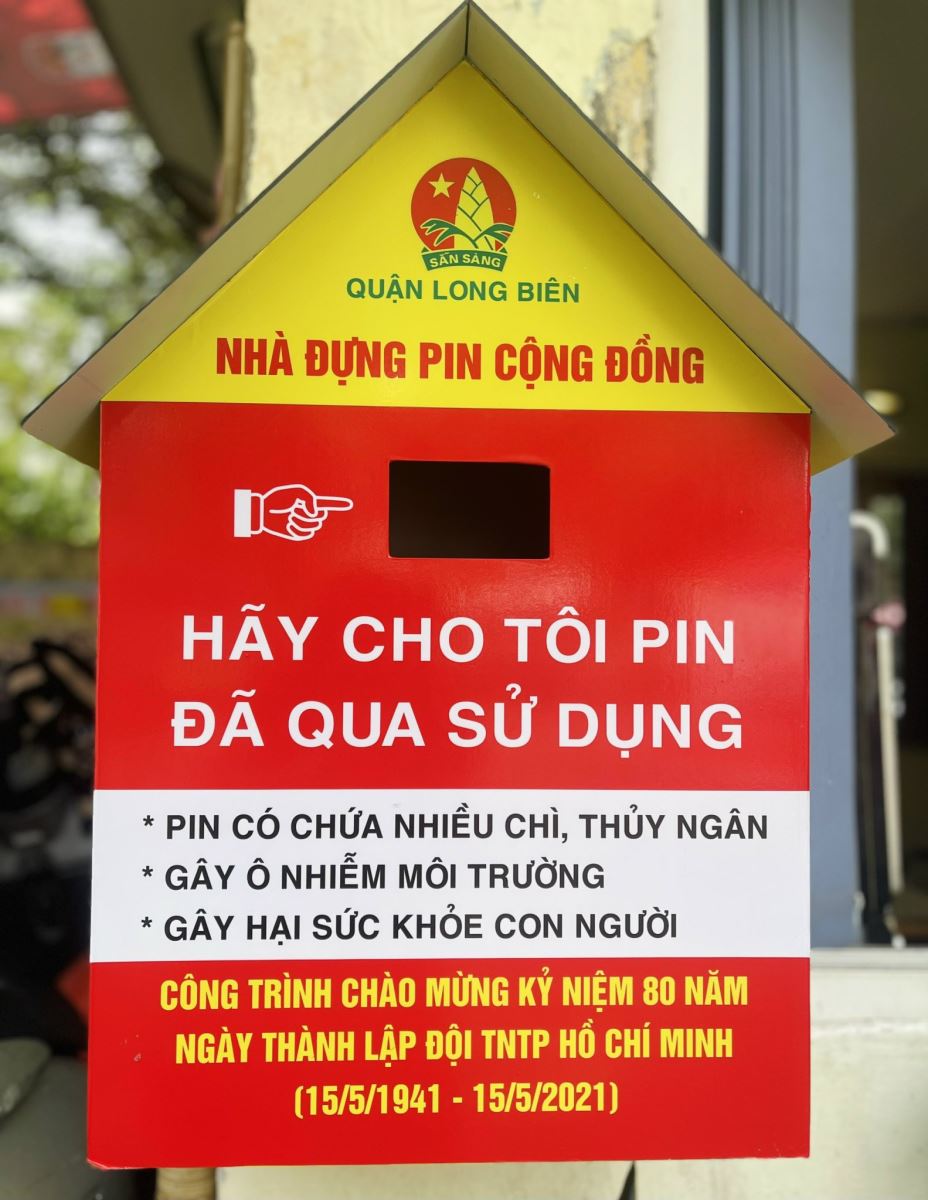 SẴN SÀNG
QUẬN LONG BIÊN
NHÀ ĐỰNG PIN CỘNG ĐỒNG
HÃY CHO TÔI PIN
ĐÃ QUA SỬ DỤNG
* PIN CÓ CHỨA NHIỀU CHÌ, THỦY NGÂN
* GÂY Ô NHIỄM MÔI TRƯỜNG
* GÂY HẠI SỨC KHỎE CON NGƯỜI
CÔNG TRÌNH CHÀO MỪNG KỶ NIỆM 80 NĂM
NGÀY THÀNH LẬP ĐỘI TNTP HỒ CHÍ MINH
(15/5/1941 - 15/5/2021)